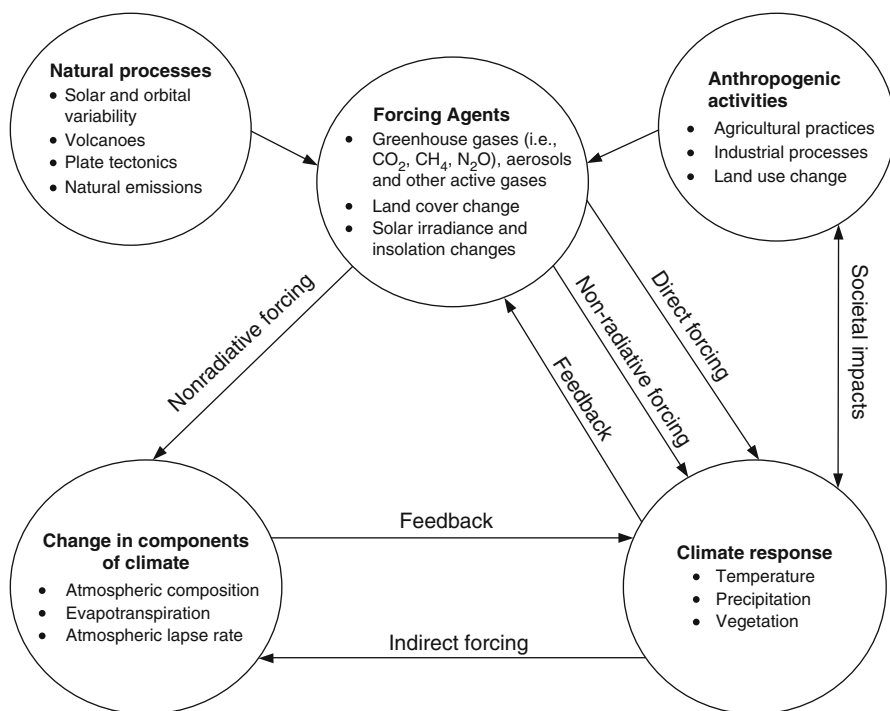 Natural processes
• Solar and orbital
variability
• Volcanoes
• Plate tectonics
• Natural emissions
Forcing Agents
• Greenhouse gases (i.e.,
CO₂, CH₄, N₂O), aerosols
and other active gases
• Land cover change
• Solar irradiance and
insolation changes
Anthropogenic
activities
• Agricultural practices
• Industrial processes
• Land use change
Nonradiative forcing
Feedback
Non-radiative forcing
Direct forcing
Societal impacts
Change in components
of climate
• Atmospheric composition
• Evapotranspiration
• Atmospheric lapse rate
Feedback
Indirect forcing
Climate response
• Temperature
• Precipitation
• Vegetation